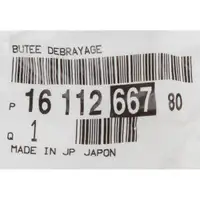 BUTEE DEBRAYAGE
P 16 112 667 80
Q 1
MADE IN JP JAPON